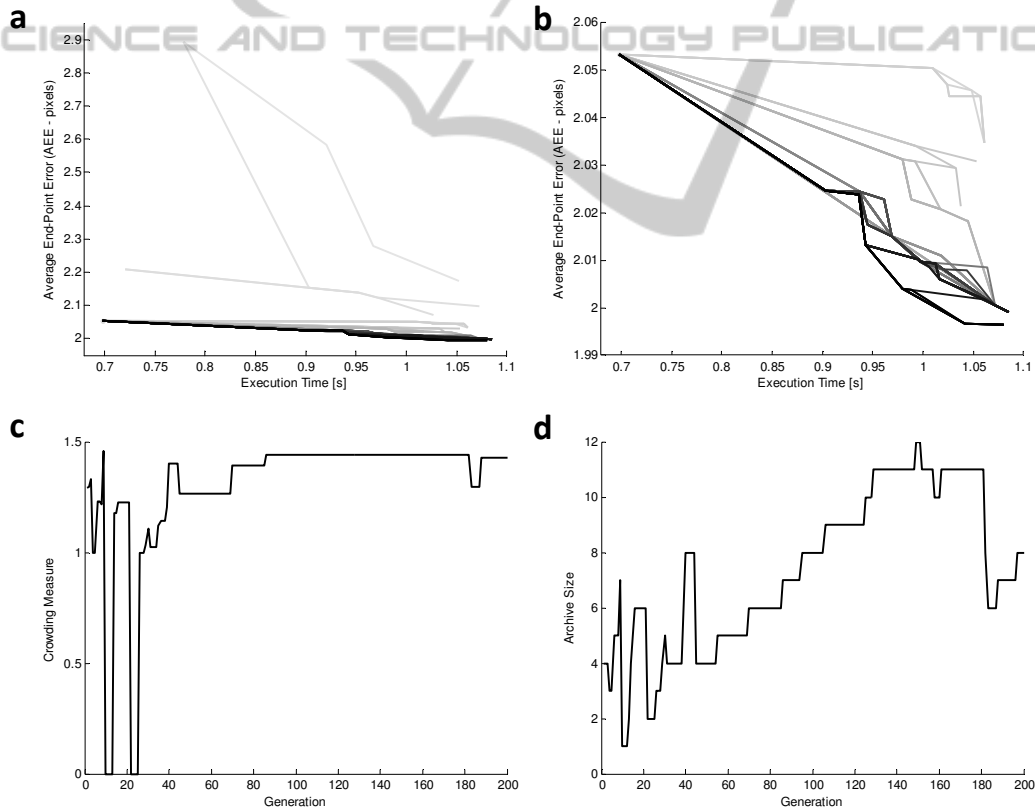 a
b
CIENCE AND TECHNOLOGY PUBLICATIO
2.9
2.8
2.7
2.6
2.5
2.4
2.3
2.2
2.1
2
Average End-Point Error (AEE - pixels)
0.7 0.75 0.8 0.85 0.9 0.95 1 1.05 1.1
Execution Time [s]
2.06
2.05
2.04
2.03
2.02
2.01
2
1.99
Average End-Point Error (AEE - pixels)
0.7 0.75 0.8 0.85 0.9 0.95 1 1.05 1.1
Execution Time [s]
c
1.5
1
0.5
0
Crowding Measure
0 20 40 60 80 100 120 140 160 180 200
Generation
d
12
10
8
6
4
2
0
Archive Size
0 20 40 60 80 100 120 140 160 180 200
Generation